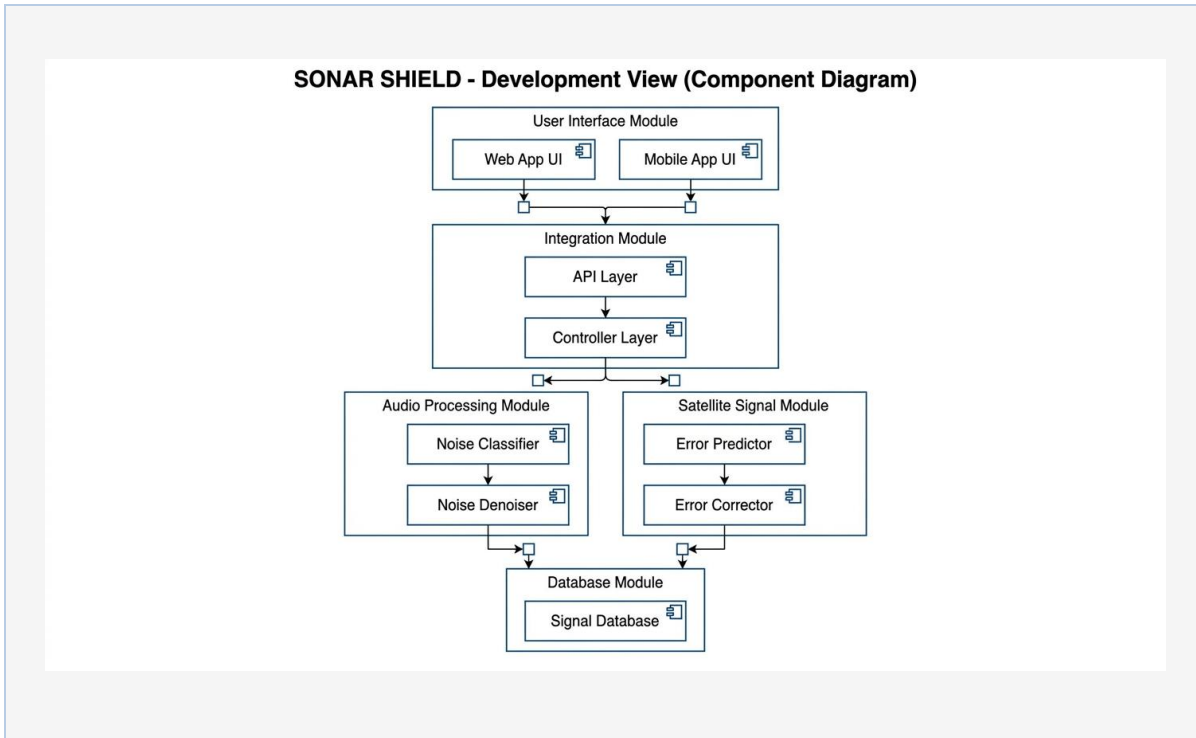 SONAR SHIELD - Development View (Component Diagram)
User Interface Module
Web App UI
Mobile App UI
Integration Module
API Layer
Controller Layer
Audio Processing Module
Noise Classifier
Noise Denoiser
Satellite Signal Module
Error Predictor
Error Corrector
Database Module
Signal Database